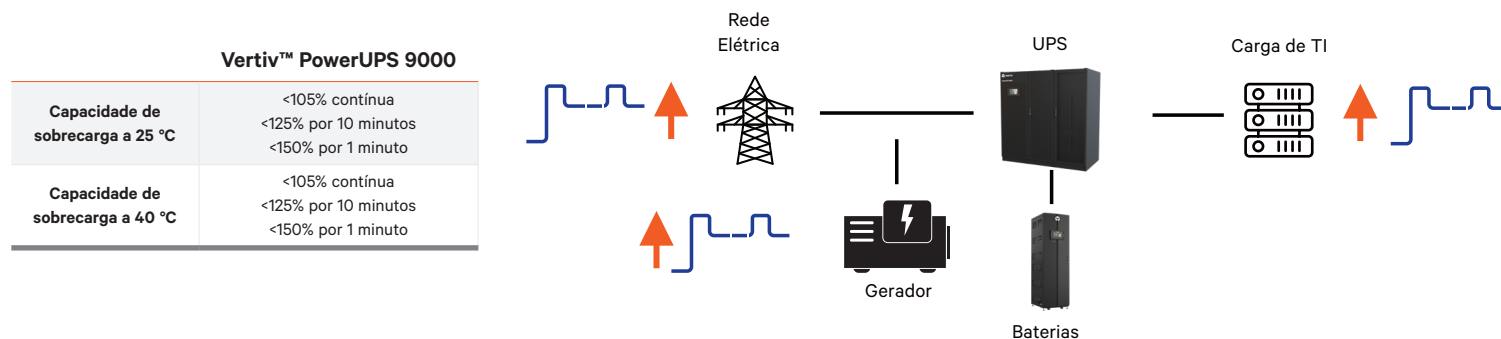 Vertiv™ PowerUPS 9000
Capacidade de
sobrecarga a 25 °C
<105% contínua
<125% por 10 minutos
<150% por 1 minuto
Capacidade de
sobrecarga a 40 °C
<105% contínua
<125% por 10 minutos
<150% por 1 minuto
Rede
Elétrica
UPS
Carga de TI
Gerador
Baterias